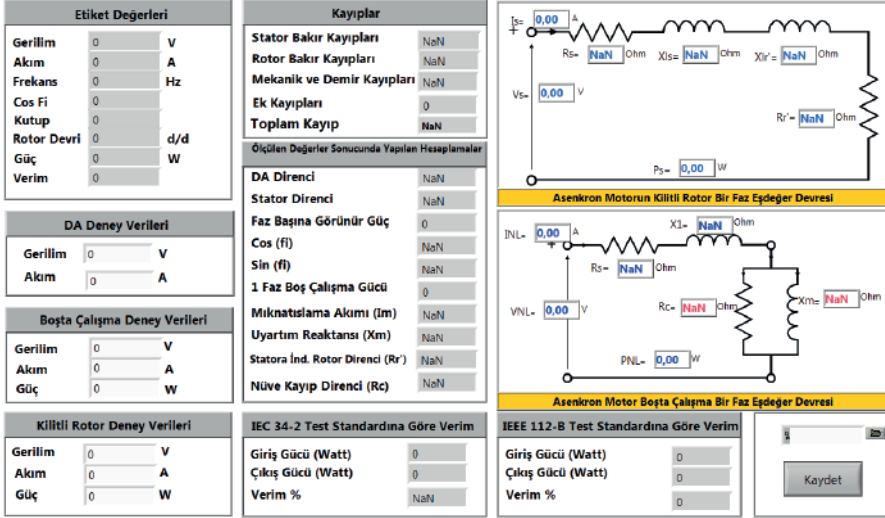 Etiket Değerleri
Gerilim 0 V
Akım 0 A
Frekans 0 Hz
Cos Fi 0
Kutup 0
Rotor Devri 0 d/d
Güç 0 W
Verim 0
DA Deney Verileri
Gerilim 0 V
Akım 0 A
Boşta Çalışma Deney Verileri
Gerilim 0 V
Akım 0 A
Güç 0 W
Kilitli Rotor Deney Verileri
Gerilim 0 V
Akım 0 A
Güç 0 W
Kayıplar
Stator Bakır Kayıpları NaN
Rotor Bakır Kayıpları NaN
Mekanik ve Demir Kayıpları NaN
Ek Kayıpları 0
Toplam Kayıp NaN
Ölçülen Değerler Sonucunda Yapılan Hesaplamalar
DA Direnci NaN
Stator Direnci NaN
Faz Başına Görünür Güç 0
Cos (fi) NaN
Sin (fi) NaN
1 Faz Boş Çalışma Gücü 0
Mıknatıslama Akımı (Im) NaN
Uyartım Reaktansı (Xm) NaN
Statora İnd. Rotor Direnci (Rr') NaN
Nüve Kayıp Direnci (Rc) NaN
IEC 34-2 Test Standardına Göre Verim
Giriş Gücü (Watt) 0
Çıkış Gücü (Watt) 0
Verim % NaN
Is= 0,00 A
+
Rs= NaN Ohm Xls= NaN Ohm Xlr'= NaN Ohm
Vs= 0,00 V
Rr'= NaN Ohm
Ps= 0,00 W
Asenkron Motorun Kilitli Rotor Bir Faz Eşdeğer Devresi
INL= 0,00 A
+
X1= NaN Ohm
Rs= NaN Ohm
VNL= 0,00 V
Rc= NaN Ohm
Xm= NaN Ohm
PNL= 0,00 W
Asenkron Motor Boşta Çalışma Bir Faz Eşdeğer Devresi
IEEE 112-B Test Standardına Göre Verim
Giriş Gücü (Watt) 0
Çıkış Gücü (Watt) 0
Verim % 0
Kaydet